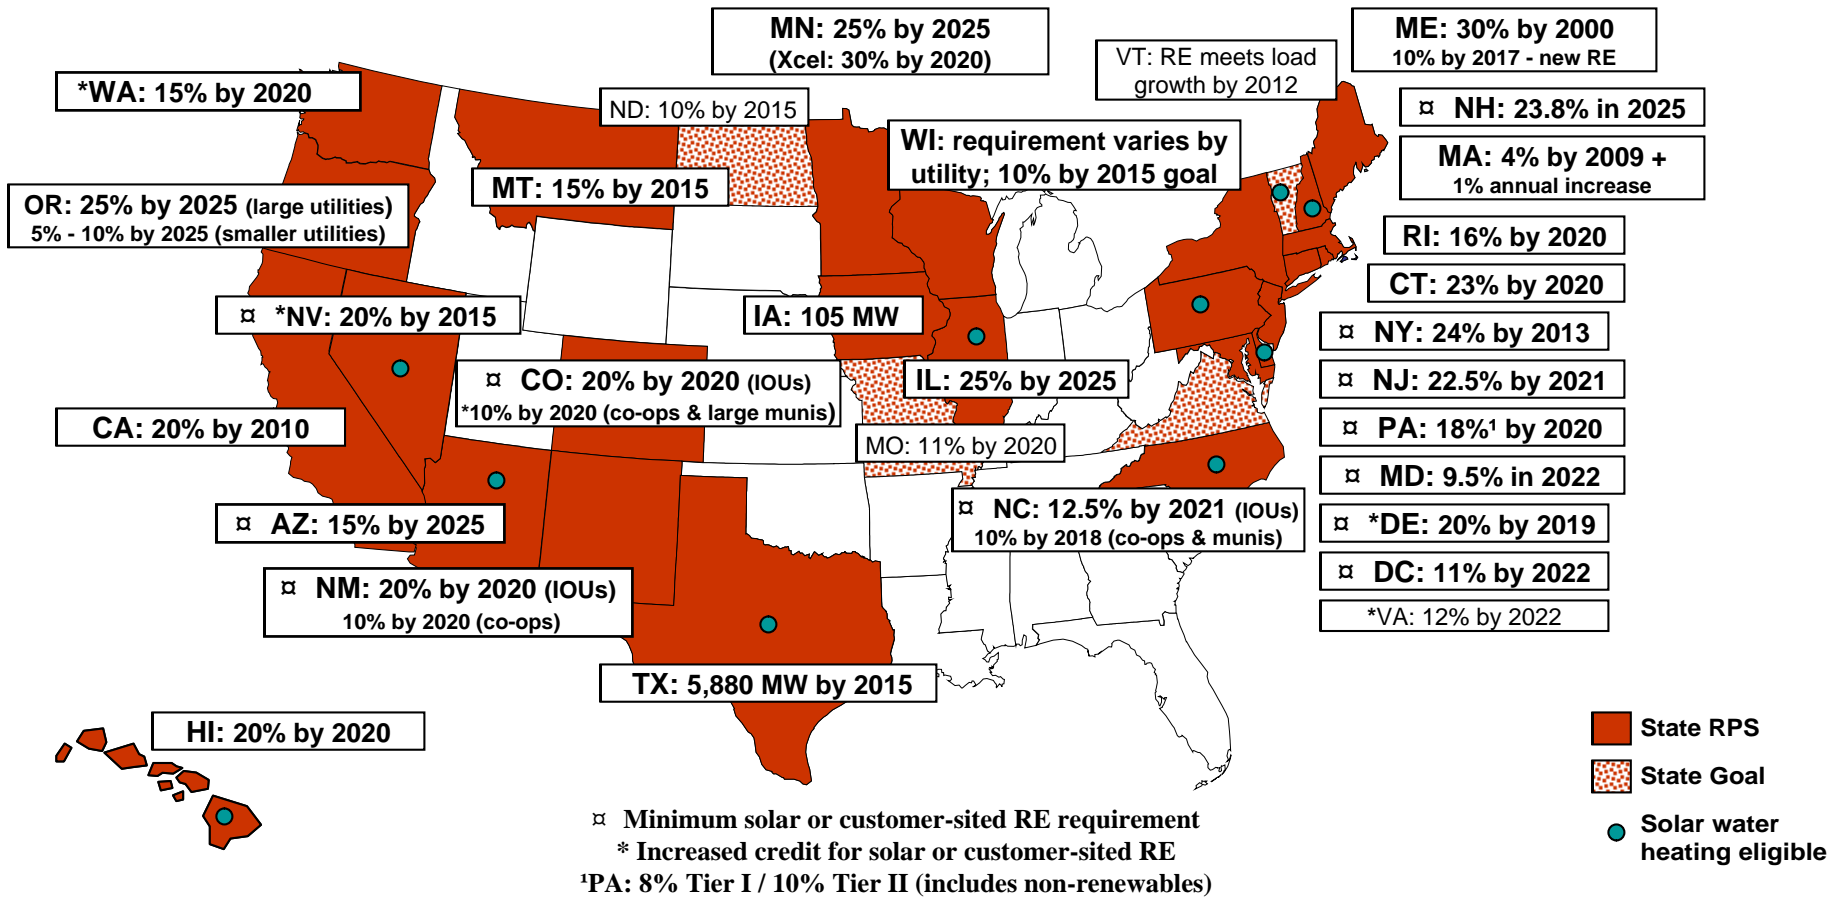 MN: 25% by 2025
(Xcel: 30% by 2020)
ME: 30% by 2000
10% by 2017 - new RE
VT: RE meets load
growth by 2012
*WA: 15% by 2020
ND: 10% by 2015
¤ NH: 23.8% in 2025
WI: requirement varies by
utility; 10% by 2015 goal
MA: 4% by 2009 +
1% annual increase
MT: 15% by 2015
OR: 25% by 2025 (large utilities)
5% - 10% by 2025 (smaller utilities)
RI: 16% by 2020
CT: 23% by 2020
¤ *NV: 20% by 2015
IA: 105 MW
¤ NY: 24% by 2013
¤ CO: 20% by 2020 (IOUs)
*10% by 2020 (co-ops & large munis)
IL: 25% by 2025
¤ NJ: 22.5% by 2021
CA: 20% by 2010
MO: 11% by 2020
¤ PA: 18%¹ by 2020
¤ MD: 9.5% in 2022
¤ AZ: 15% by 2025
¤ NC: 12.5% by 2021 (IOUs)
10% by 2018 (co-ops & munis)
¤ *DE: 20% by 2019
¤ DC: 11% by 2022
¤ NM: 20% by 2020 (IOUs)
10% by 2020 (co-ops)
*VA: 12% by 2022
TX: 5,880 MW by 2015
HI: 20% by 2020
State RPS
State Goal
Solar water
heating eligible
¤ Minimum solar or customer-sited RE requirement
* Increased credit for solar or customer-sited RE
¹PA: 8% Tier I / 10% Tier II (includes non-renewables)